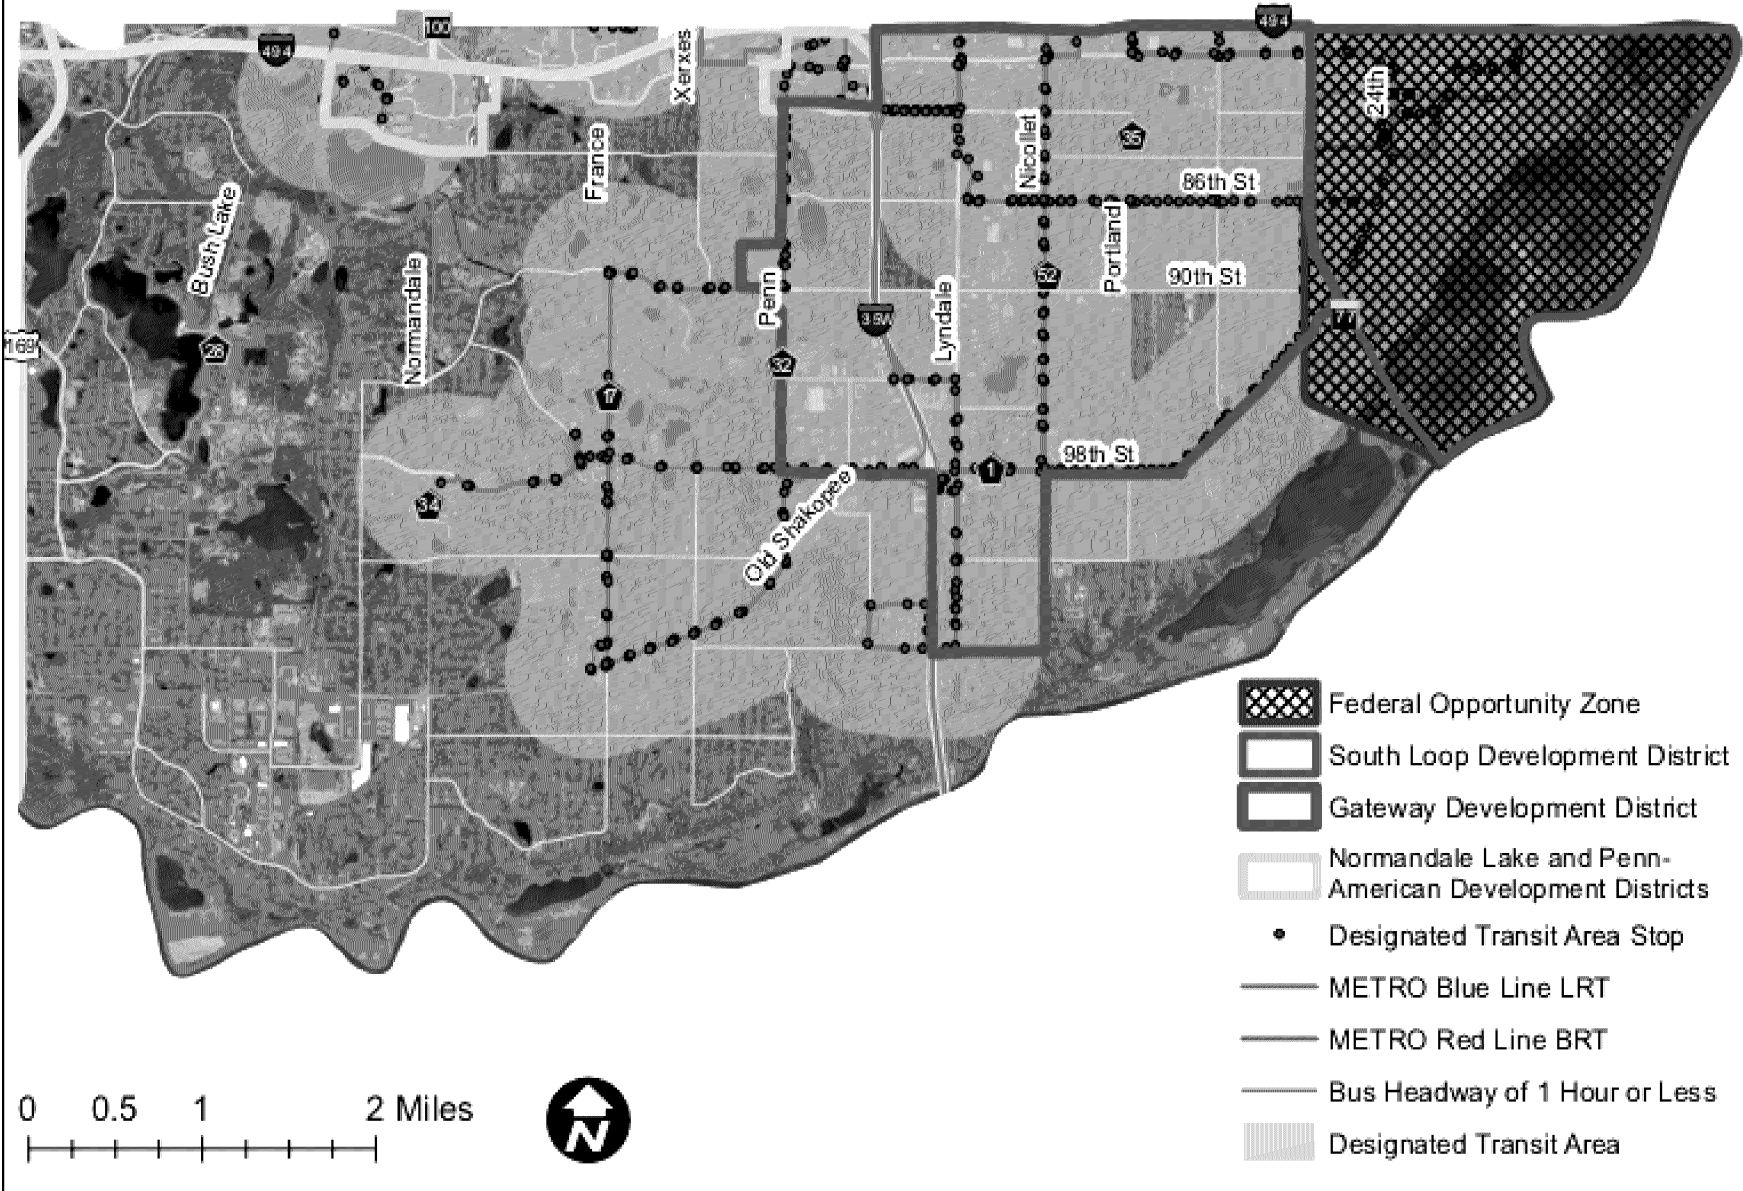 494
100
494
Xerxes
24th
France
Nicollet
35
86th St
Bush Lake
Portland
Normandale
90th St
52
Penn
Lyndale
35W
77
169
28
32
17
98th St
1
34
Old Shakopee
Federal Opportunity Zone
South Loop Development District
Gateway Development District
Normandale Lake and Penn-
American Development Districts
Designated Transit Area Stop
METRO Blue Line LRT
METRO Red Line BRT
Bus Headway of 1 Hour or Less
Designated Transit Area
0 0.5 1 2 Miles
N